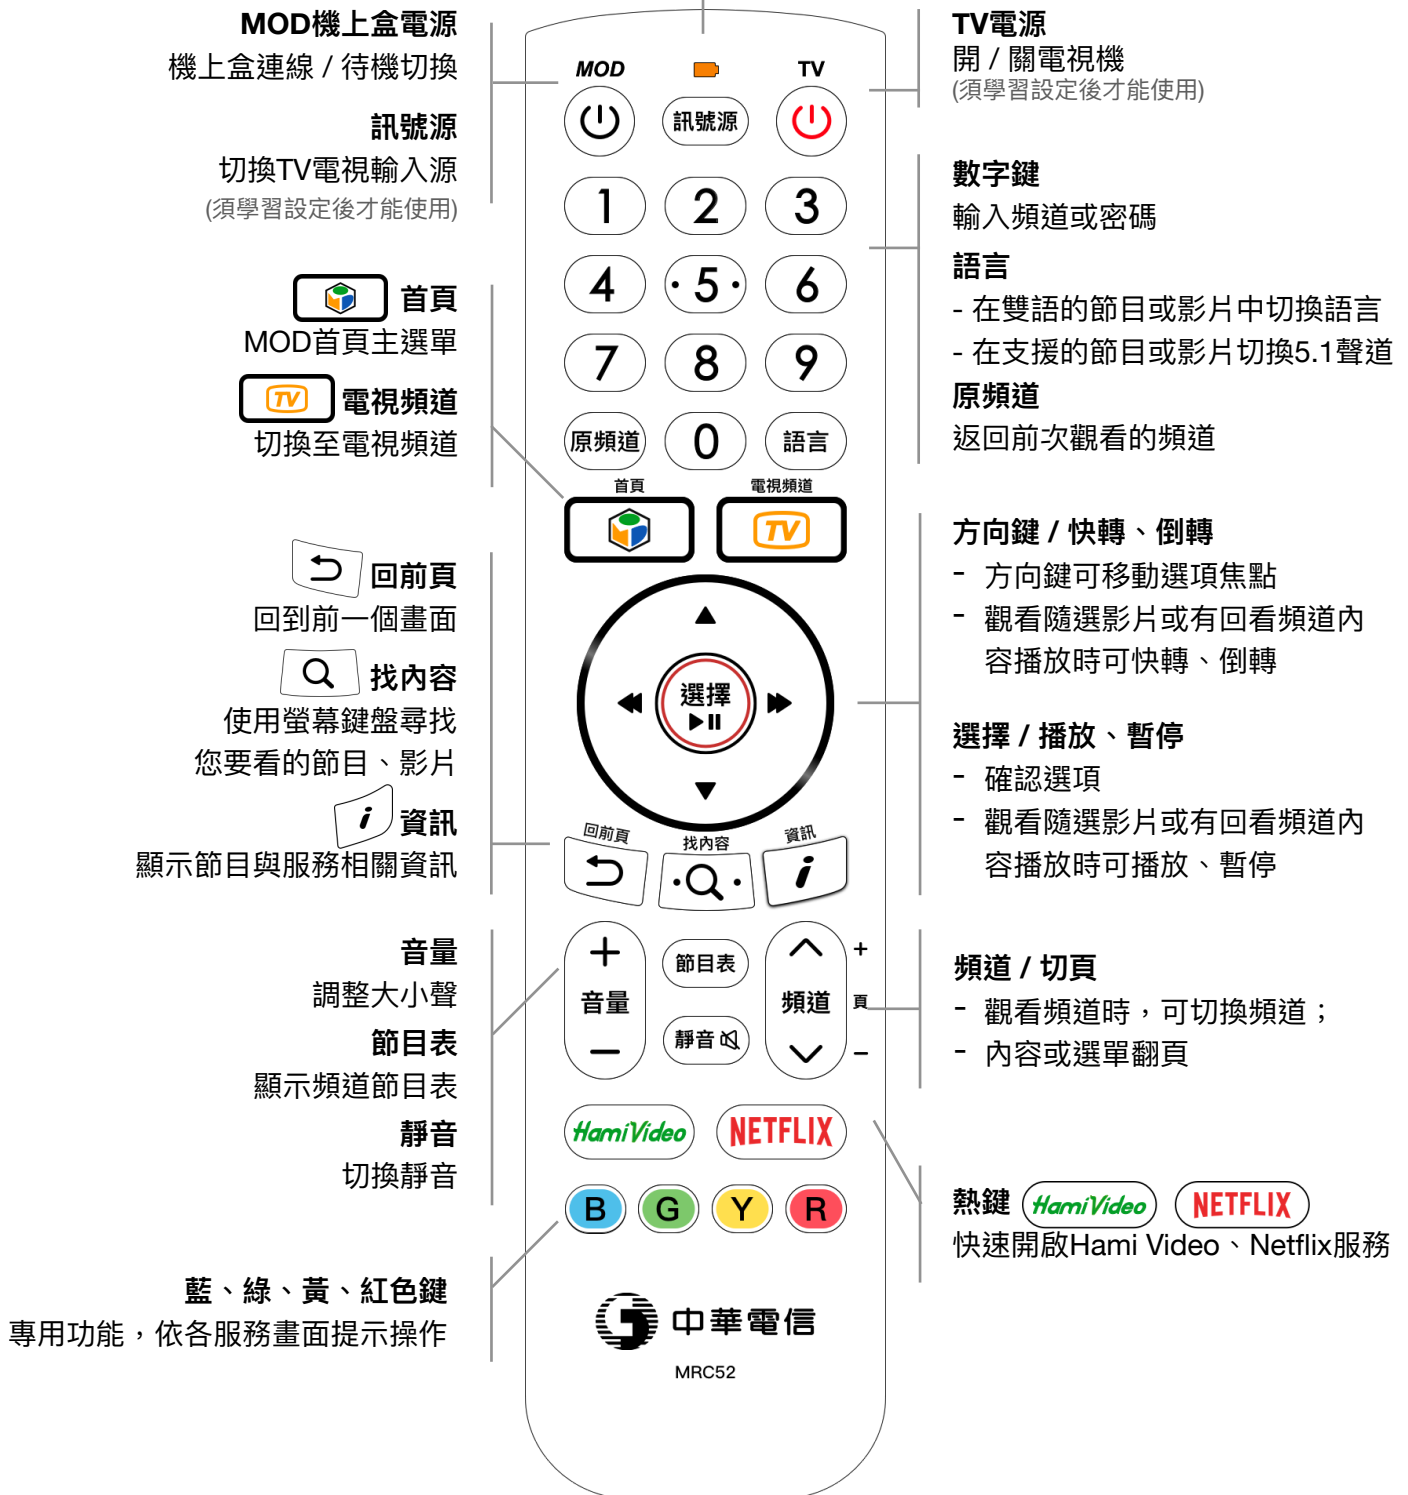 MOD機上盒電源
機上盒連線 / 待機切換
訊號源
切換TV電視輸入源
(須學習設定後才能使用)
首頁
MOD首頁主選單
TV 電視頻道
切換至電視頻道
回前頁
回到前一個畫面
找內容
使用螢幕鍵盤尋找
您要看的節目、影片
i 資訊
顯示節目與服務相關資訊
音量
調整大小聲
節目表
顯示頻道節目表
靜音
切換靜音
藍、綠、黃、紅色鍵
專用功能，依各服務畫面提示操作
MOD TV
訊號源
1 2 3
4 ·5· 6
7 8 9
原頻道 0 語言
首頁 電視頻道
TV
選擇
回前頁 找內容 資訊
i
+ 節目表 +
音量 頻道 頁
− 靜音 −
HamiVideo NETFLIX
B G Y R
中華電信
MRC52
TV電源
開 / 關電視機
(須學習設定後才能使用)
數字鍵
輸入頻道或密碼
語言
- 在雙語的節目或影片中切換語言
- 在支援的節目或影片切換5.1聲道
原頻道
返回前次觀看的頻道
方向鍵 / 快轉、倒轉
- 方向鍵可移動選項焦點
- 觀看隨選影片或有回看頻道內
容播放時可快轉、倒轉
選擇 / 播放、暫停
- 確認選項
- 觀看隨選影片或有回看頻道內
容播放時可播放、暫停
頻道 / 切頁
- 觀看頻道時，可切換頻道；
- 內容或選單翻頁
熱鍵 HamiVideo NETFLIX
快速開啟Hami Video、Netflix服務